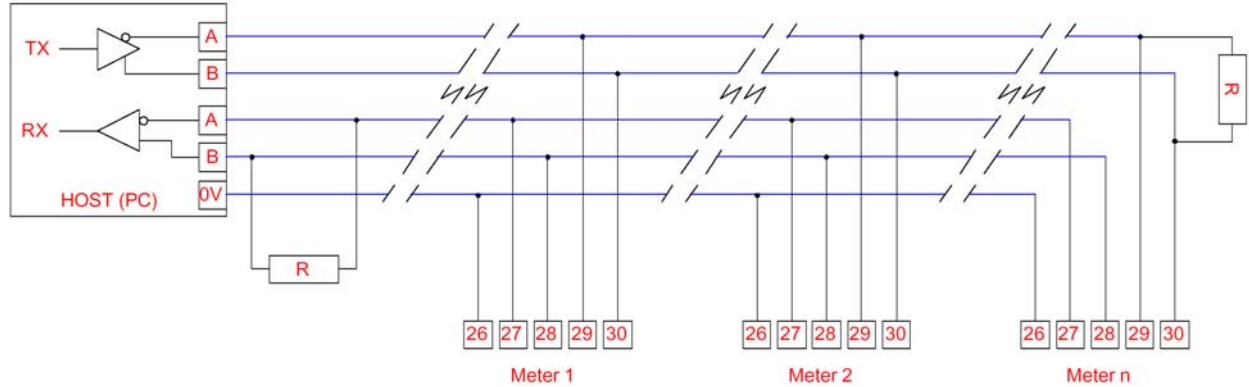 TX
A
B
RX
A
B
0V
HOST (PC)
R
R
26 27 28 29 30
26 27 28 29 30
26 27 28 29 30
Meter 1
Meter 2
Meter n